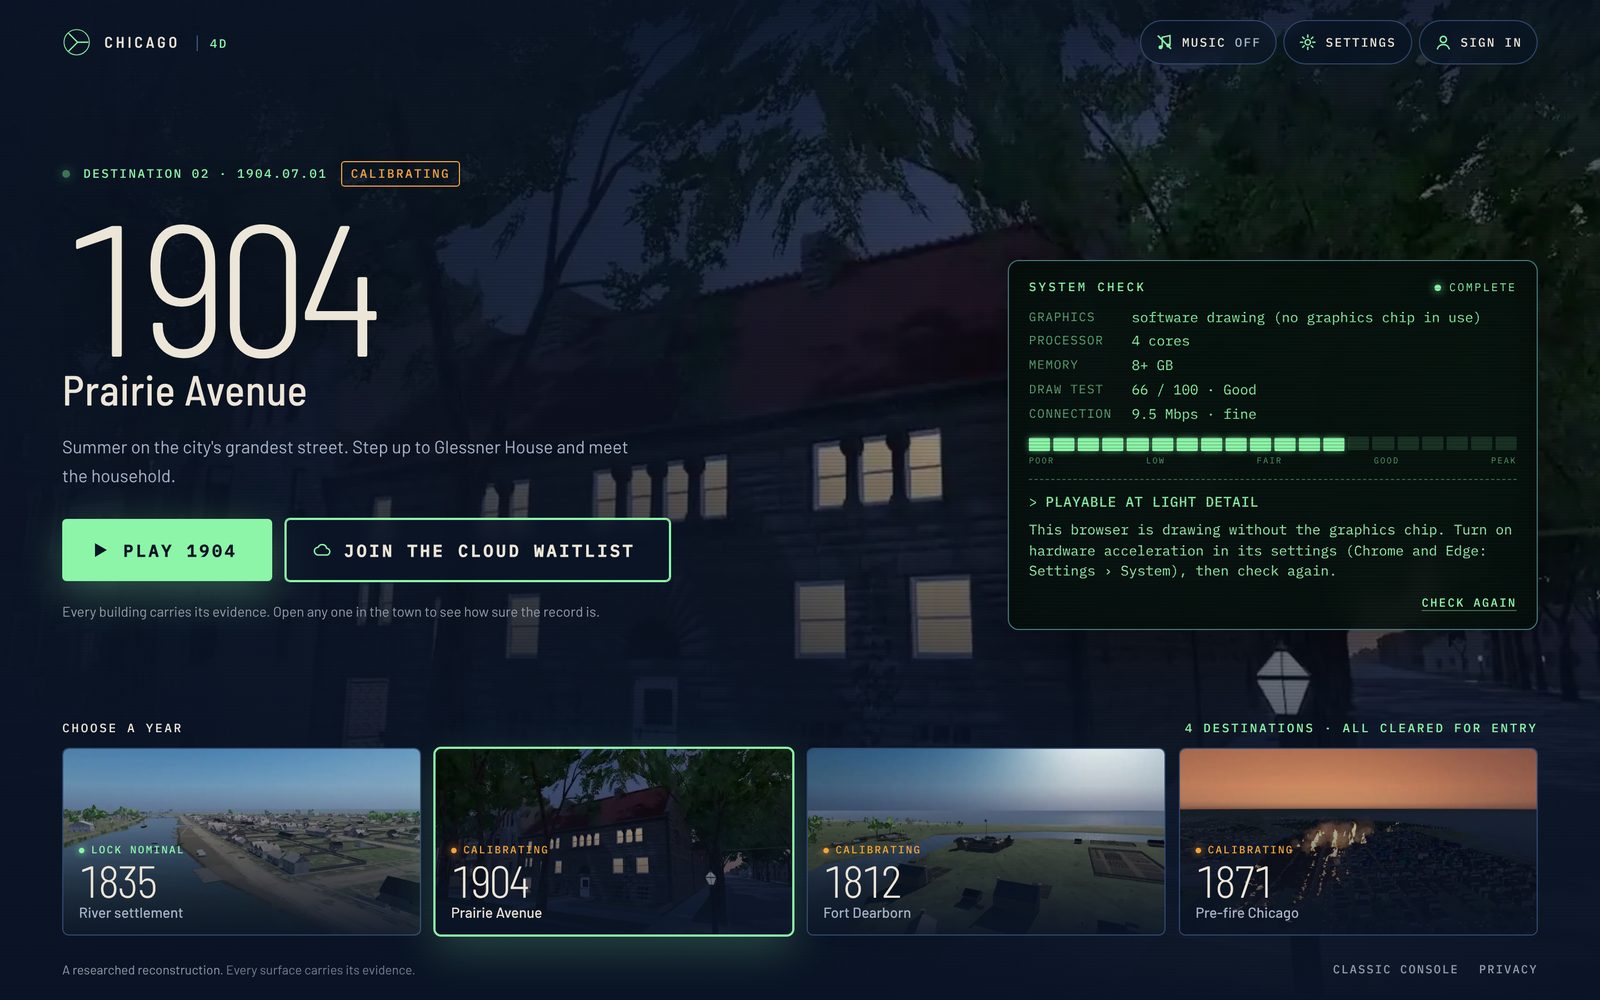 CHICAGO | 4D
MUSIC OFF
SETTINGS
SIGN IN
DESTINATION 02 · 1904.07.01
CALIBRATING
1904
Prairie Avenue
Summer on the city's grandest street. Step up to Glessner House and meet
the household.
PLAY 1904
JOIN THE CLOUD WAITLIST
Every building carries its evidence. Open any one in the town to see how sure the record is.
SYSTEM CHECK
COMPLETE
GRAPHICS software drawing (no graphics chip in use)
PROCESSOR 4 cores
MEMORY 8+ GB
DRAW TEST 66 / 100 · Good
CONNECTION 9.5 Mbps · fine
POOR LOW FAIR GOOD PEAK
> PLAYABLE AT LIGHT DETAIL
This browser is drawing without the graphics chip. Turn on
hardware acceleration in its settings (Chrome and Edge:
Settings › System), then check again.
CHECK AGAIN
CHOOSE A YEAR
4 DESTINATIONS · ALL CLEARED FOR ENTRY
LOCK NOMINAL
1835
River settlement
CALIBRATING
1904
Prairie Avenue
CALIBRATING
1812
Fort Dearborn
CALIBRATING
1871
Pre-fire Chicago
A researched reconstruction. Every surface carries its evidence.
CLASSIC CONSOLE
PRIVACY